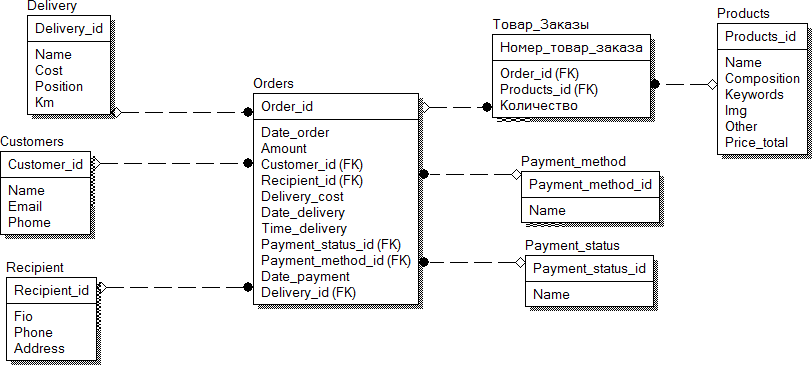 Delivery
Delivery_id
Name
Cost
Position
Km
Customers
Customer_id
Name
Email
Phome
Recipient
Recipient_id
Fio
Phone
Address
Orders
Order_id
Date_order
Amount
Customer_id (FK)
Recipient_id (FK)
Delivery_cost
Date_delivery
Time_delivery
Payment_status_id (FK)
Payment_method_id (FK)
Date_payment
Delivery_id (FK)
Товар_Заказы
Номер_товар_заказа
Order_id (FK)
Products_id (FK)
Количество
Payment_method
Payment_method_id
Name
Payment_status
Payment_status_id
Name
Products
Products_id
Name
Composition
Keywords
Img
Other
Price_total